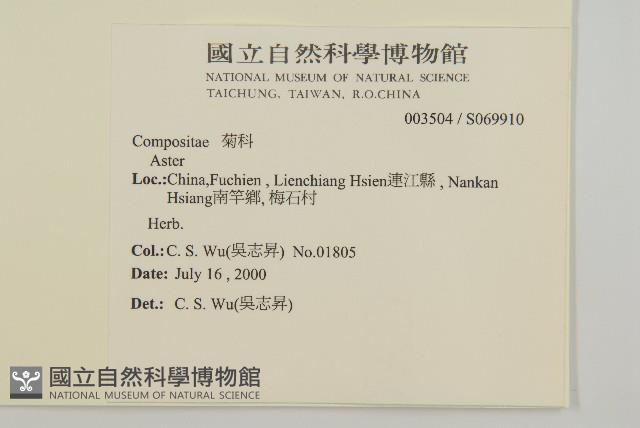 國立自然科學博物館
NATIONAL MUSEUM OF NATURAL SCIENCE
TAICHUNG, TAIWAN, R.O.CHINA
003504 / S069910
Compositae 菊科
Aster
Loc.:China,Fuchien , Lienchiang Hsien連江縣 , Nankan
Hsiang南竿鄉, 梅石村
Herb.
Col.:C. S. Wu(吳志昇) No.01805
Date: July 16 , 2000
Det.: C. S. Wu(吳志昇)
國立自然科學博物館
NATIONAL MUSEUM OF NATURAL SCIENCE